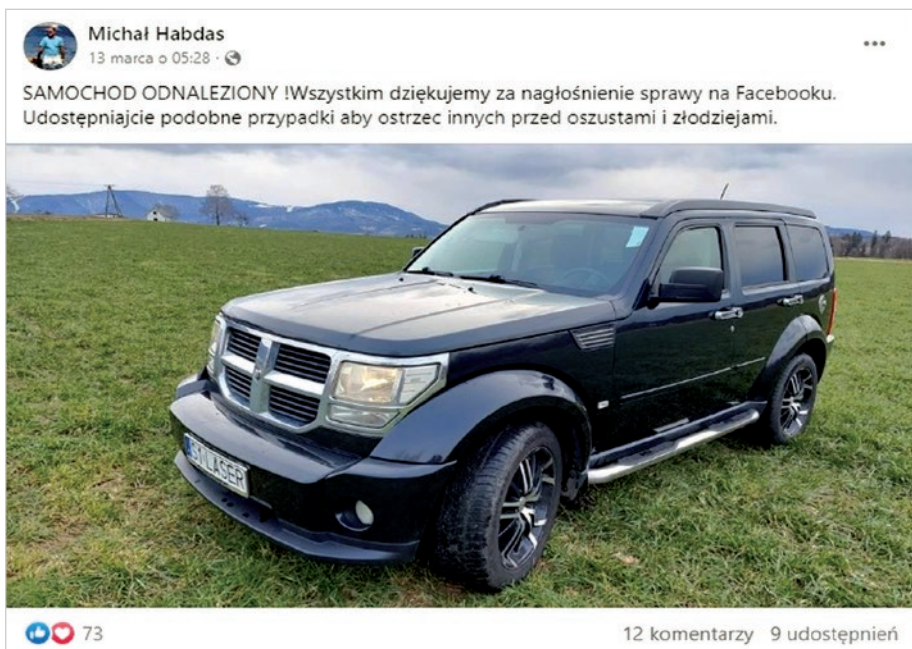 Michał Habdas
13 marca o 05:28 ·
SAMOCHOD ODNALEZIONY !Wszystkim dziękujemy za nagłośnienie sprawy na Facebooku.
Udostępniajcie podobne przypadki aby ostrzec innych przed oszustami i złodziejami.
S1 LASER
73
12 komentarzy 9 udostępnień